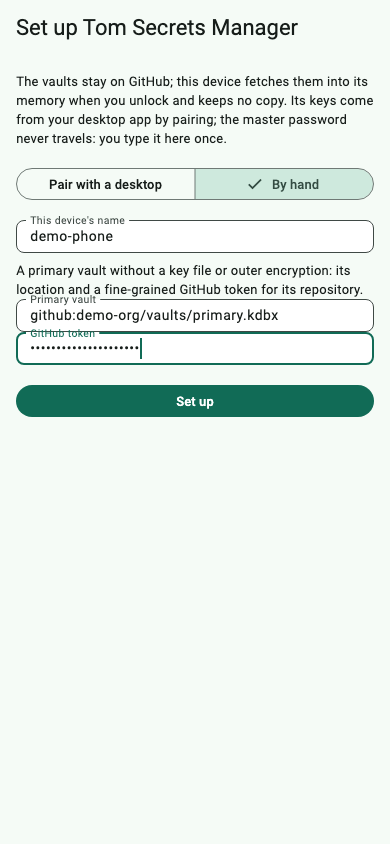 Set up Tom Secrets Manager
The vaults stay on GitHub; this device fetches them into its
memory when you unlock and keeps no copy. Its keys come
from your desktop app by pairing; the master password
never travels: you type it here once.
Pair with a desktop
By hand
This device's name
demo-phone
A primary vault without a key file or outer encryption: its
location and a fine-grained GitHub token for its repository.
Primary vault
github:demo-org/vaults/primary.kdbx
GitHub token
•••••••••••••••••••••
Set up